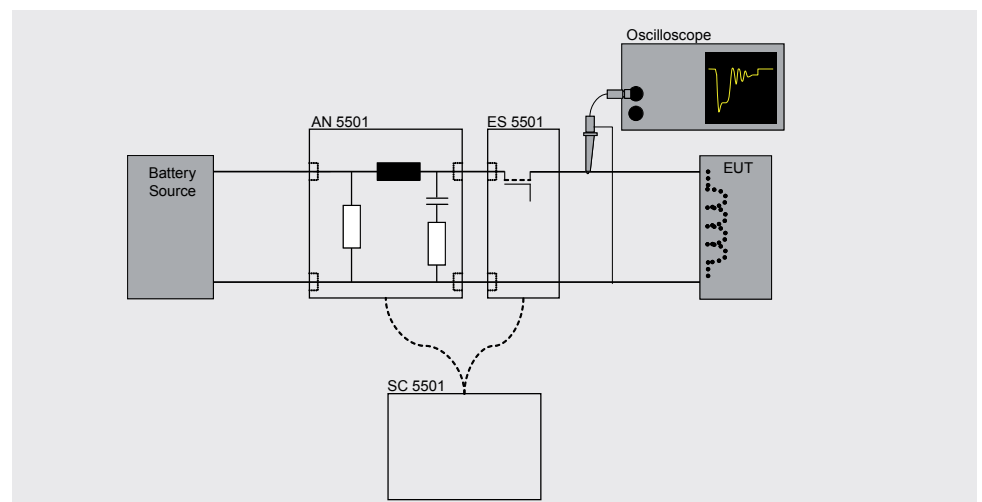 Oscilloscope
AN 5501
ES 5501
Battery
Source
EUT
SC 5501